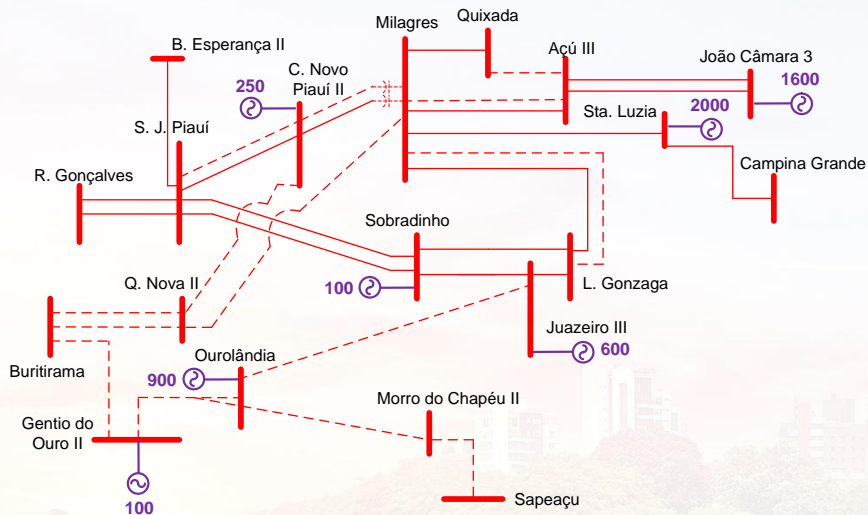 Quixada
Milagres
B. Esperança II
Açú III
João Câmara 3
C. Novo
Piauí II
250
1600
2000
S. J. Piauí
Sta. Luzia
R. Gonçalves
Campina Grande
Sobradinho
Q. Nova II
L. Gonzaga
100
Juazeiro III
Ourolândia
600
Buritirama
900
Morro do Chapéu II
Gentio do
Ouro II
100
Sapeaçu